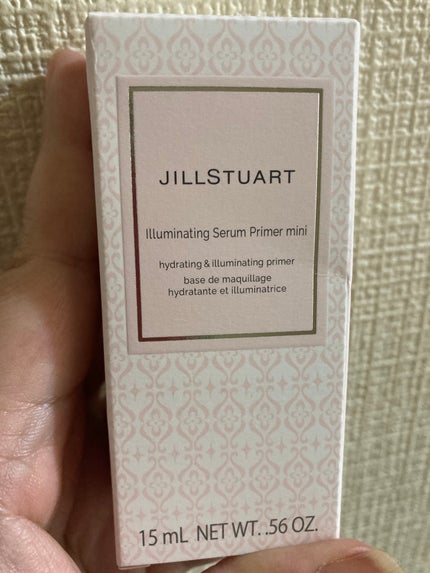 JILLSTUART
Illuminating Serum Primer mini
hydrating & illuminating primer
base de maquillage
hydratante et illuminatrice
15 mL NET WT. .56 OZ.